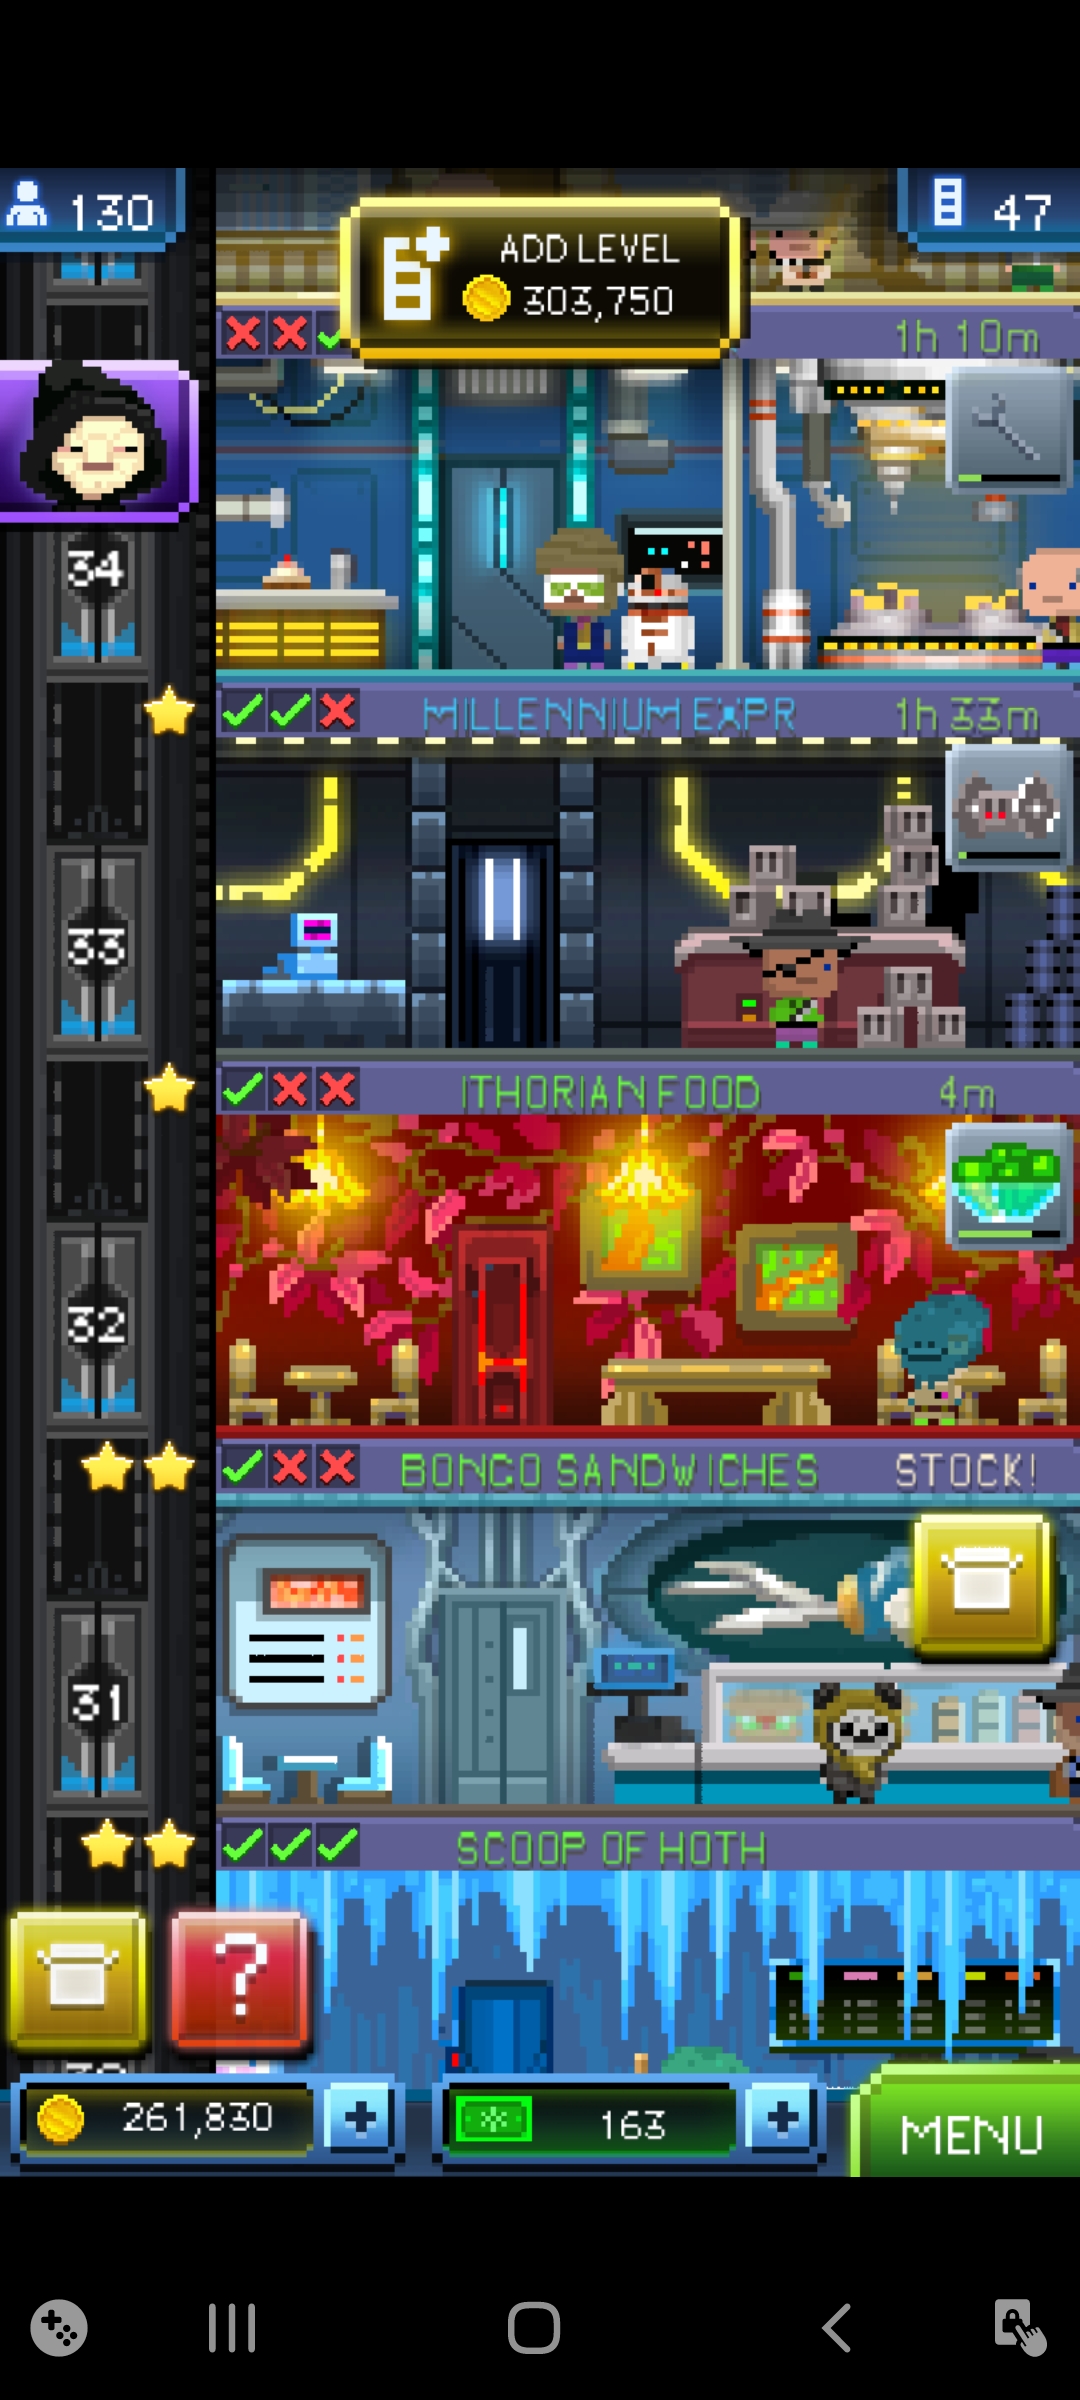 130
47
ADD LEVEL
303,750
1h 10m
34
MILLENNIUM EXPR
1h 33m
33
ITHORIAN FOOD
4m
32
BONGO SANDWICHES
STOCK!
31
SCOOP OF HOTH
?
261,830
163
MENU